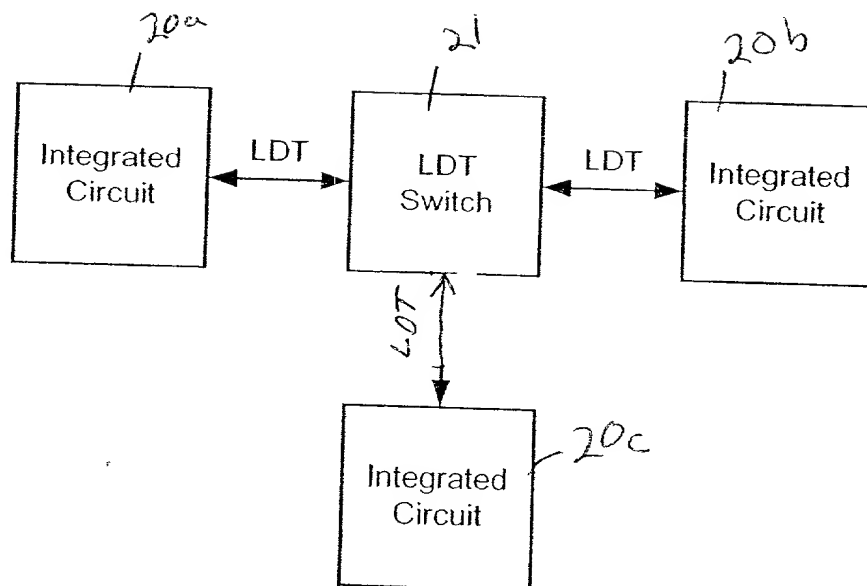 20a
21
20b
Integrated
Circuit
LDT
LDT
Switch
LDT
Integrated
Circuit
LDT
Integrated
Circuit
20c